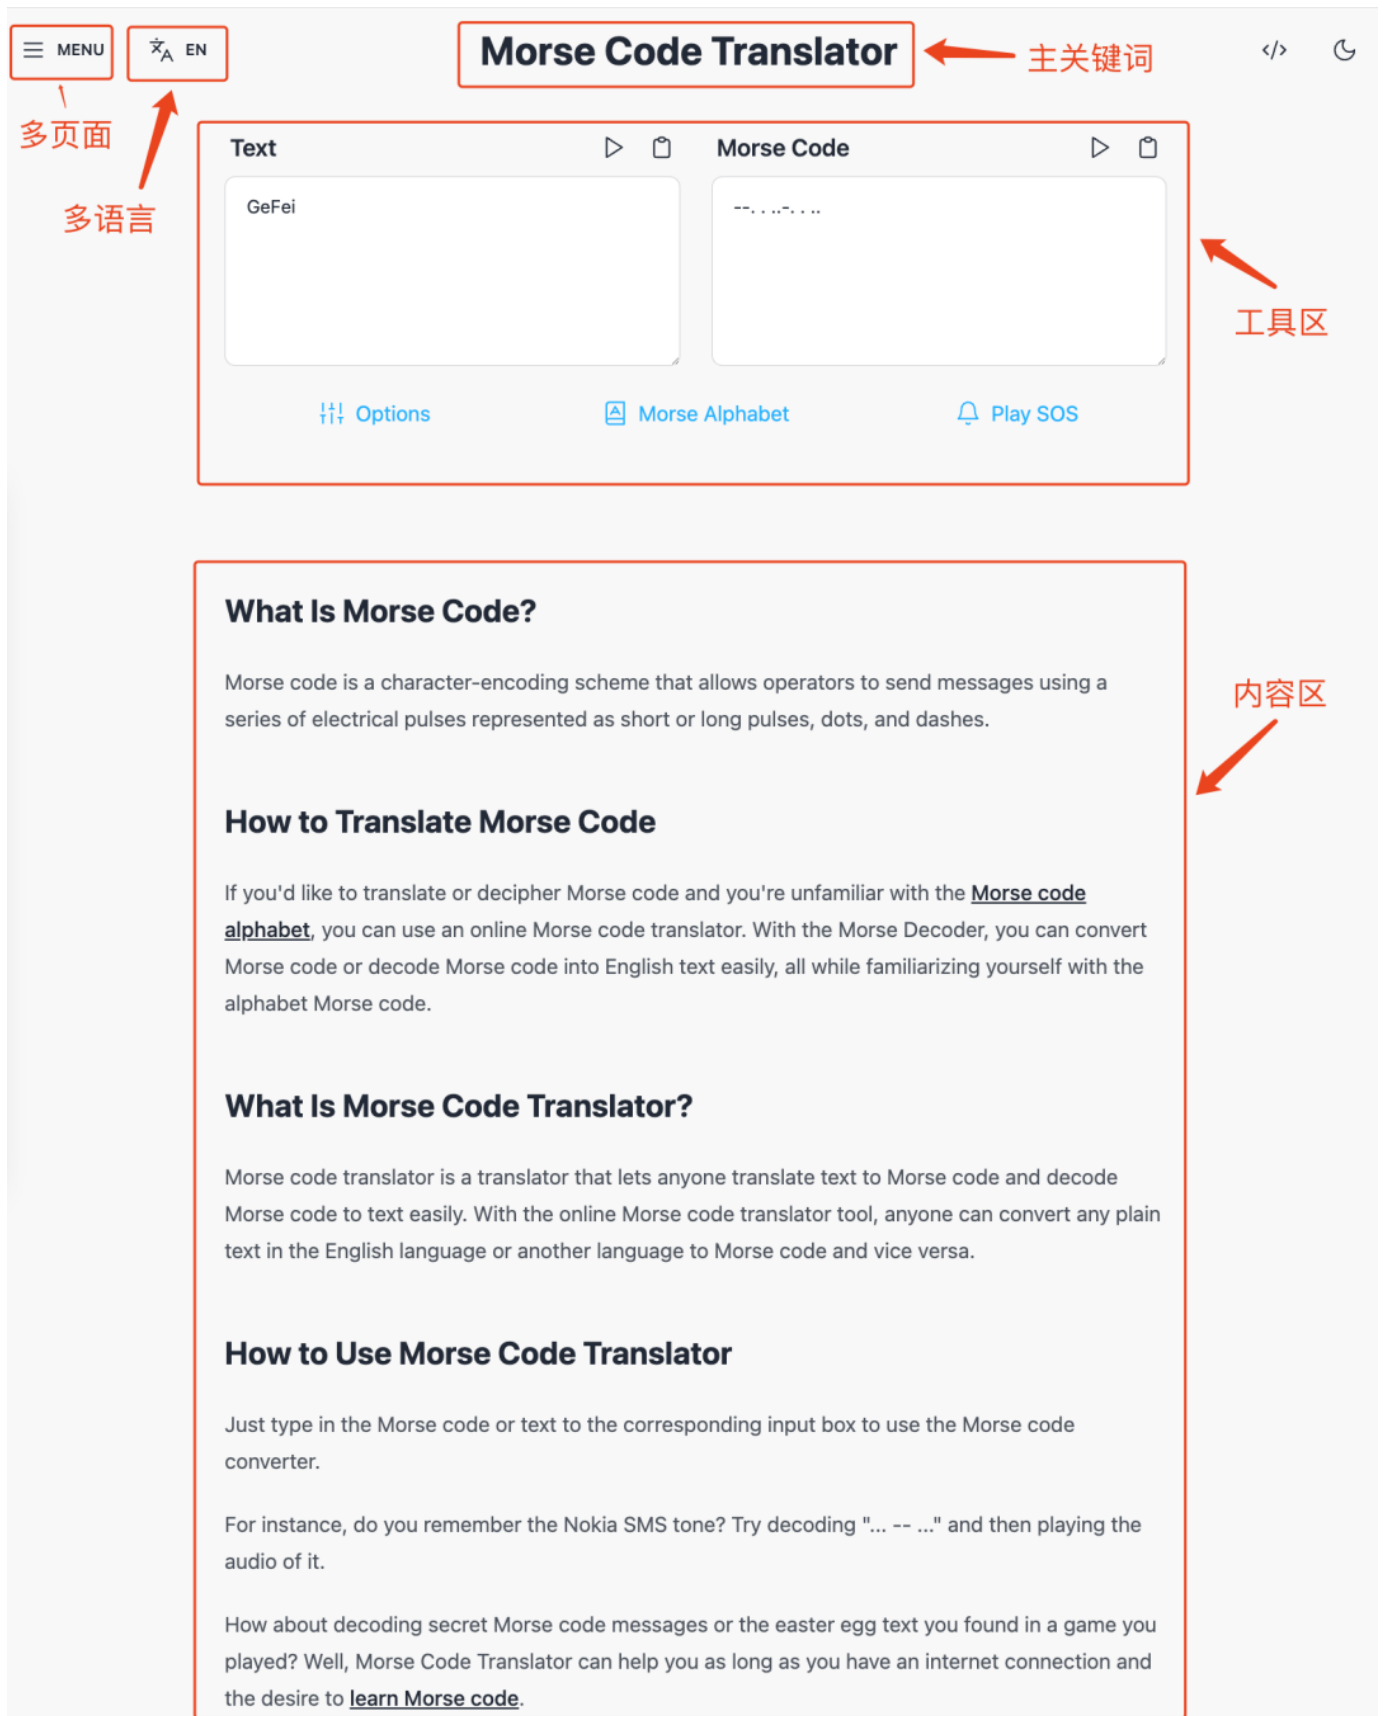 MENU
EN
Morse Code Translator
主关键词
多页面
多语言
Text
Morse Code
GeFei
--. . ..-. . ..
工具区
Options
Morse Alphabet
Play SOS
What Is Morse Code?
Morse code is a character-encoding scheme that allows operators to send messages using a
series of electrical pulses represented as short or long pulses, dots, and dashes.
内容区
How to Translate Morse Code
If you'd like to translate or decipher Morse code and you're unfamiliar with the Morse code
alphabet, you can use an online Morse code translator. With the Morse Decoder, you can convert
Morse code or decode Morse code into English text easily, all while familiarizing yourself with the
alphabet Morse code.
What Is Morse Code Translator?
Morse code translator is a translator that lets anyone translate text to Morse code and decode
Morse code to text easily. With the online Morse code translator tool, anyone can convert any plain
text in the English language or another language to Morse code and vice versa.
How to Use Morse Code Translator
Just type in the Morse code or text to the corresponding input box to use the Morse code
converter.
For instance, do you remember the Nokia SMS tone? Try decoding "... -- ..." and then playing the
audio of it.
How about decoding secret Morse code messages or the easter egg text you found in a game you
played? Well, Morse Code Translator can help you as long as you have an internet connection and
the desire to learn Morse code.